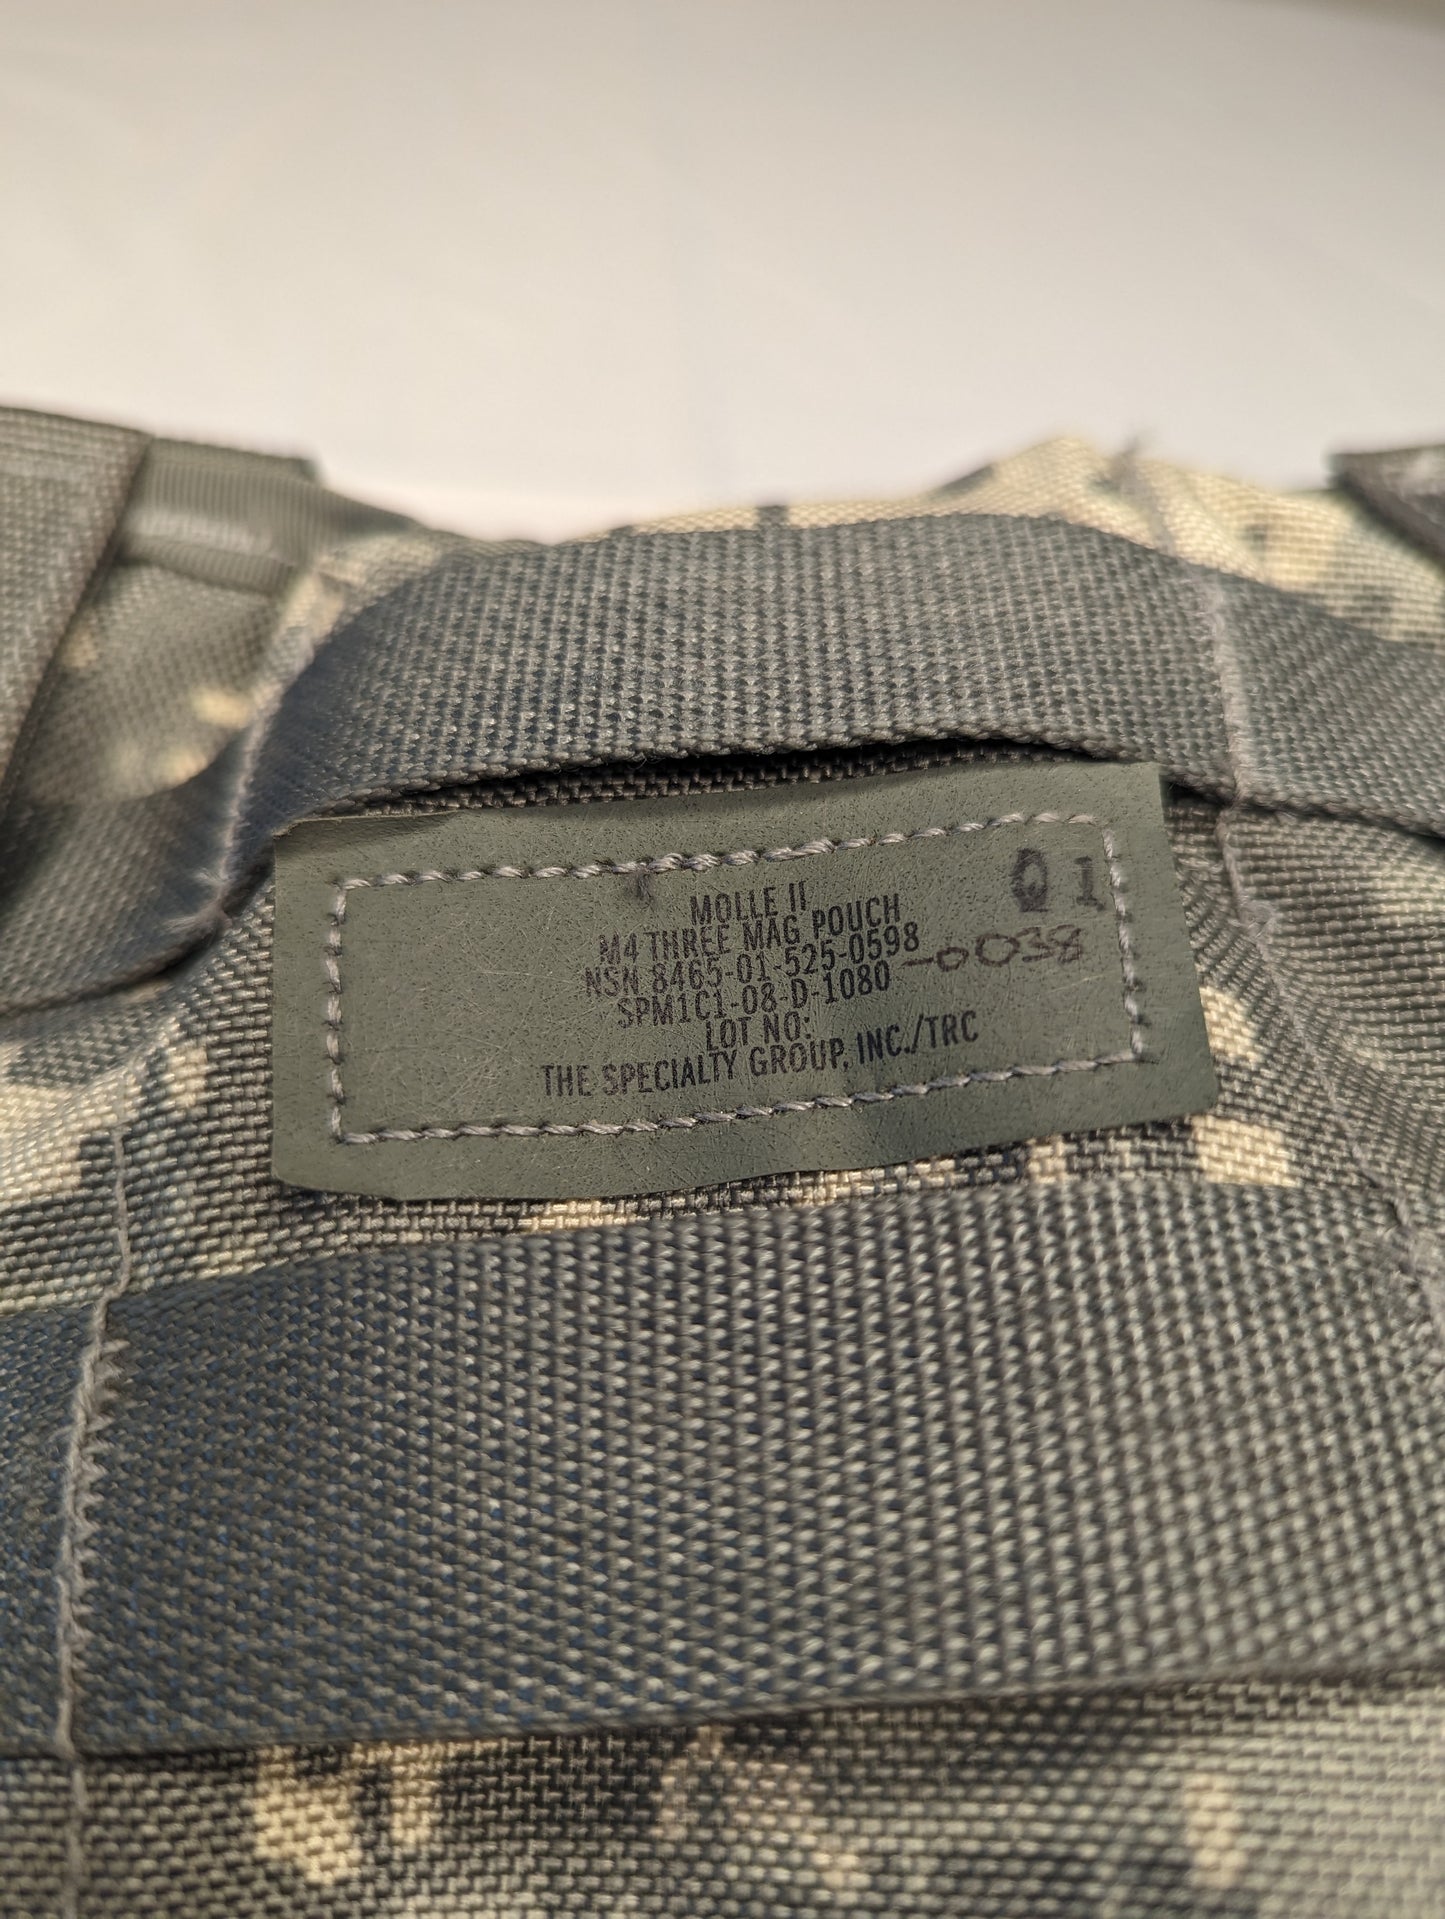 01
MOLLE II
M4 THREE MAG POUCH
NSN 8465-01-525-0598
SPM1C1-08-D-1080 -0038
LOT NO:
THE SPECIALTY GROUP, INC./TRC